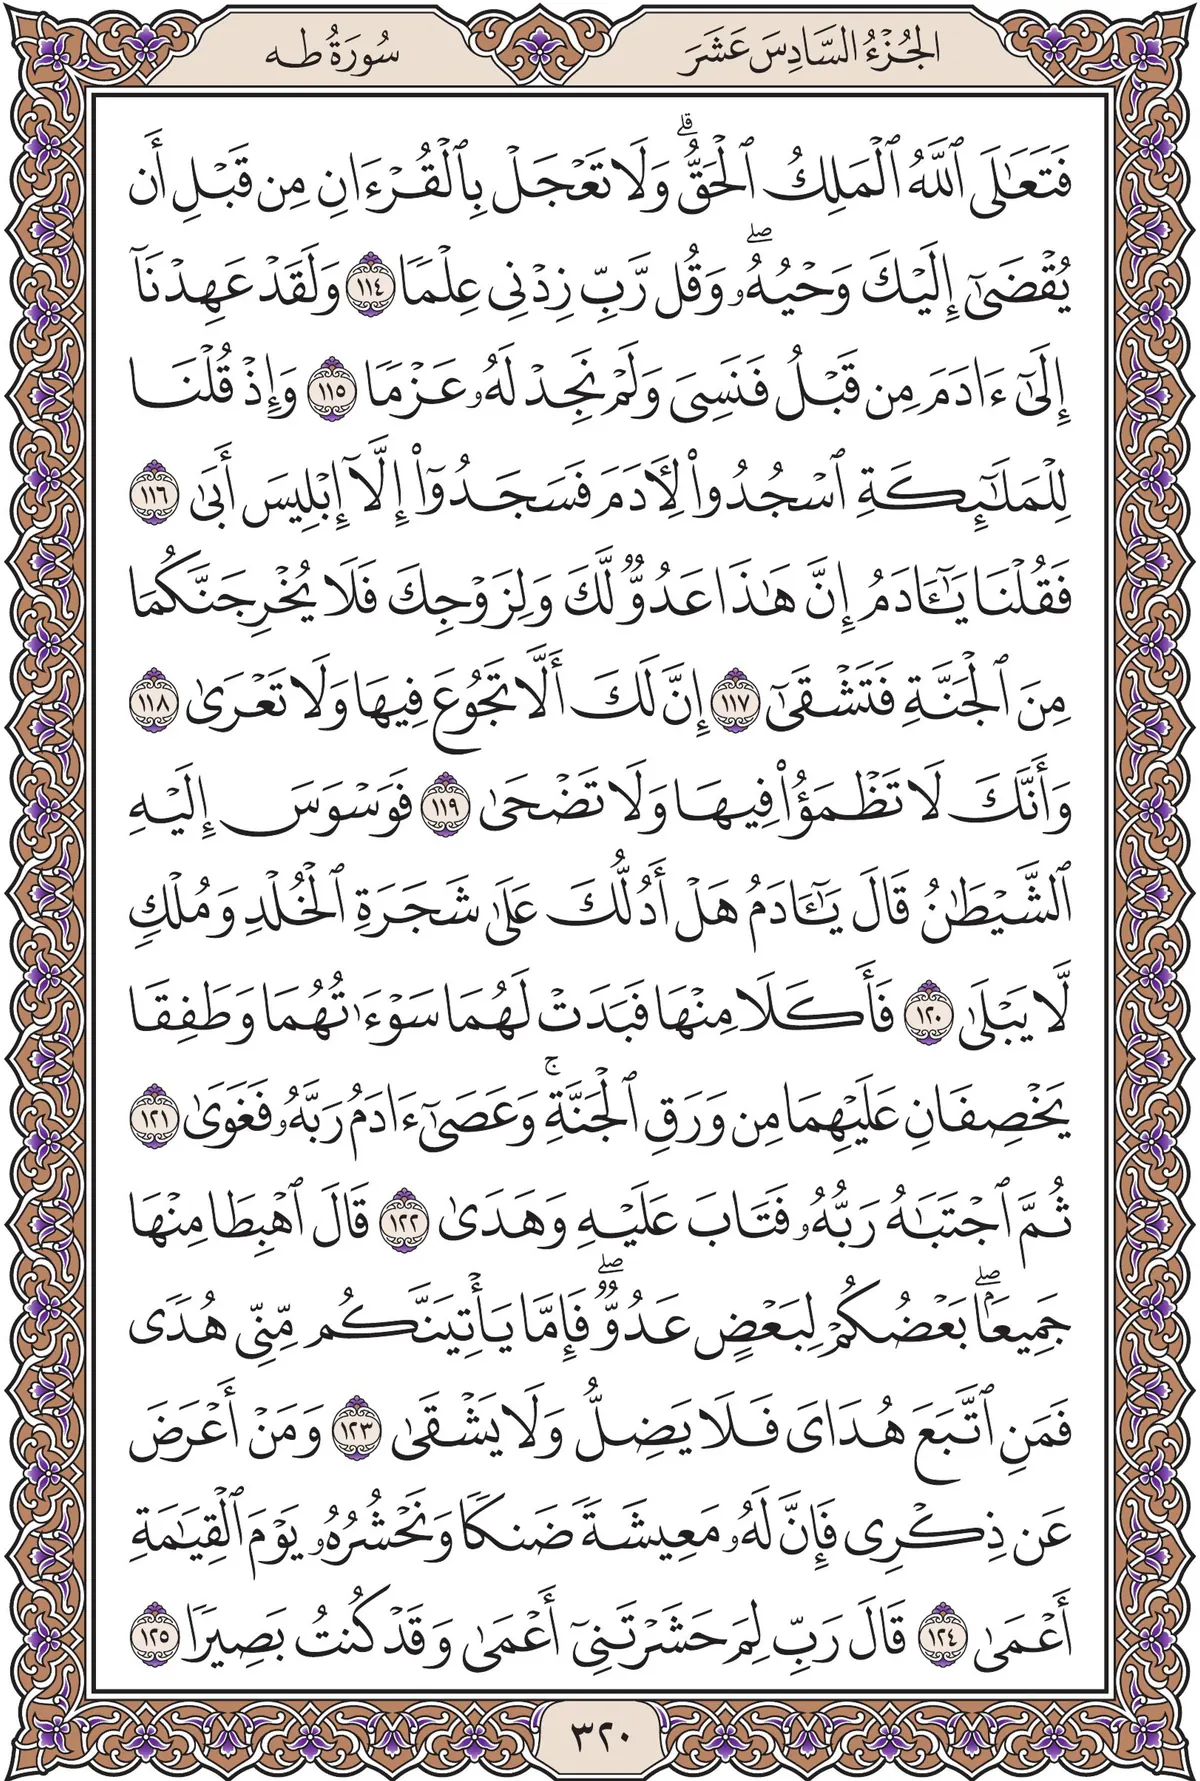 الجُزْءُ السَّادِسَ عَشَرَ
سُورَةُ طه
فَتَعَٰلَى ٱللَّهُ ٱلْمَلِكُ ٱلْحَقُّۗ وَلَا تَعْجَلْ بِٱلْقُرْءَانِ مِن قَبْلِ أَن
يُقْضَىٰٓ إِلَيْكَ وَحْيُهُۥۖ وَقُل رَّبِّ زِدْنِى عِلْمًا ١١٤ وَلَقَدْ عَهِدْنَآ
إِلَىٰٓ ءَادَمَ مِن قَبْلُ فَنَسِىَ وَلَمْ نَجِدْ لَهُۥ عَزْمًا ١١٥ وَإِذْ قُلْنَا
لِلْمَلَٰٓئِكَةِ ٱسْجُدُوا۟ لِءَادَمَ فَسَجَدُوٓا۟ إِلَّآ إِبْلِيسَ أَبَىٰ ١١٦
فَقُلْنَا يَٰٓـَٔادَمُ إِنَّ هَٰذَا عَدُوٌّ لَّكَ وَلِزَوْجِكَ فَلَا يُخْرِجَنَّكُمَا
مِنَ ٱلْجَنَّةِ فَتَشْقَىٰٓ ١١٧ إِنَّ لَكَ أَلَّا تَجُوعَ فِيهَا وَلَا تَعْرَىٰ ١١٨
وَأَنَّكَ لَا تَظْمَؤُا۟ فِيهَا وَلَا تَضْحَىٰ ١١٩ فَوَسْوَسَ إِلَيْهِ
ٱلشَّيْطَٰنُ قَالَ يَٰٓـَٔادَمُ هَلْ أَدُلُّكَ عَلَىٰ شَجَرَةِ ٱلْخُلْدِ وَمُلْكٍ
لَّا يَبْلَىٰ ١٢٠ فَأَكَلَا مِنْهَا فَبَدَتْ لَهُمَا سَوْءَٰتُهُمَا وَطَفِقَا
يَخْصِفَانِ عَلَيْهِمَا مِن وَرَقِ ٱلْجَنَّةِۚ وَعَصَىٰٓ ءَادَمُ رَبَّهُۥ فَغَوَىٰ ١٢١
ثُمَّ ٱجْتَبَٰهُ رَبُّهُۥ فَتَابَ عَلَيْهِ وَهَدَىٰ ١٢٢ قَالَ ٱهْبِطَا مِنْهَا
جَمِيعًۢاۖ بَعْضُكُمْ لِبَعْضٍ عَدُوٌّۖ فَإِمَّا يَأْتِيَنَّكُم مِّنِّى هُدًى
فَمَنِ ٱتَّبَعَ هُدَاىَ فَلَا يَضِلُّ وَلَا يَشْقَىٰ ١٢٣ وَمَنْ أَعْرَضَ
عَن ذِكْرِى فَإِنَّ لَهُۥ مَعِيشَةً ضَنكًا وَنَحْشُرُهُۥ يَوْمَ ٱلْقِيَٰمَةِ
أَعْمَىٰ ١٢٤ قَالَ رَبِّ لِمَ حَشَرْتَنِىٓ أَعْمَىٰ وَقَدْ كُنتُ بَصِيرًا ١٢٥
٣٢٠